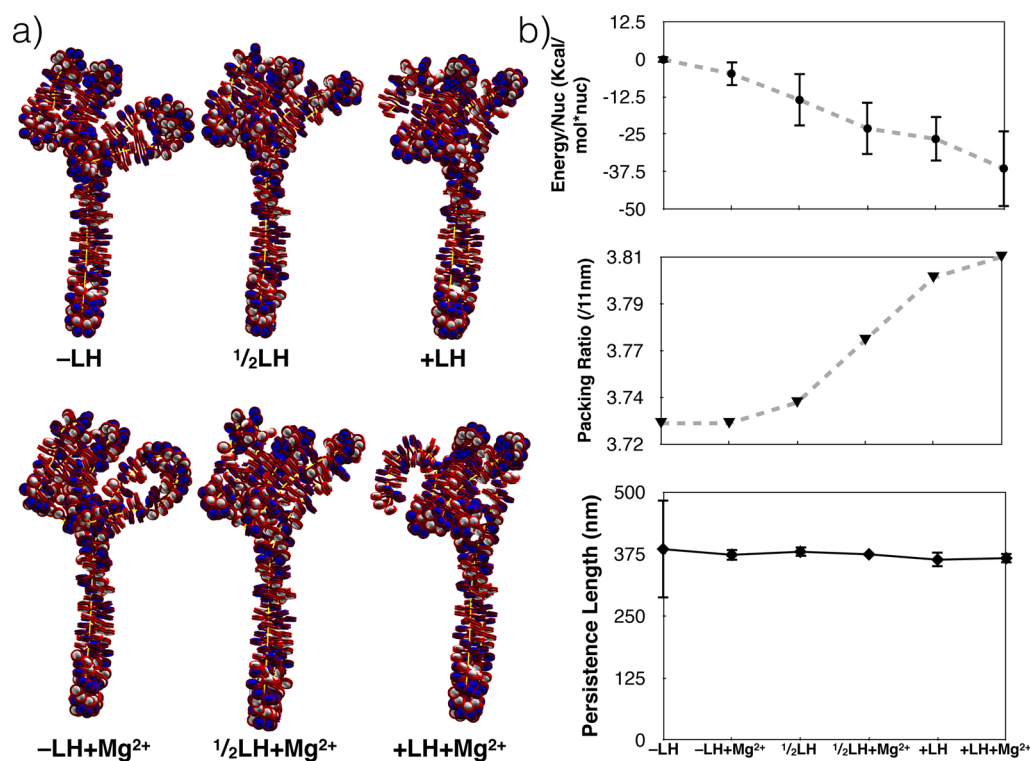 a)
–LH
½LH
+LH
–LH+Mg²⁺
½LH+Mg²⁺
+LH+Mg²⁺
b)
Energy/Nuc (Kcal/
mol*nuc)
12.5
0
-12.5
-25
-37.5
-50
Packing Ratio (/11nm)
3.81
3.79
3.77
3.74
3.72
Persistence Length (nm)
500
375
250
125
0
–LH
–LH+Mg²⁺
½LH
½LH+Mg²⁺
+LH
+LH+Mg²⁺